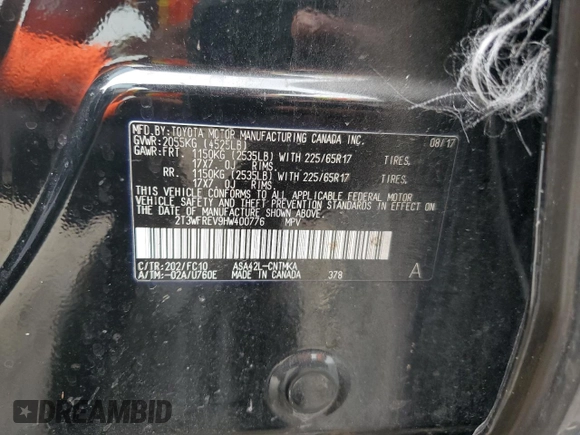 MFD.BY:TOYOTA MOTOR MANUFACTURING CANADA INC. 08/17
GVWR:2055KG (4525LB)
GAWR:FRT. 1150KG (2535LB) WITH 225/65R17 TIRES,
17X7 0J RIMS,
RR. 1150KG (2535LB) WITH 225/65R17 TIRES,
17X7 0J RIMS,
THIS VEHICLE CONFORMS TO ALL APPLICABLE FEDERAL MOTOR
VEHICLE SAFETY AND THEFT PREVENTION STANDARDS IN EFFECT ON
THE DATE OF MANUFACTURE SHOWN ABOVE.
2T3WFREV9HW400776 MPV
C/TR:202/FC10 ASA42L-CNTMKA
A/TM:-02A/U760E MADE IN CANADA 378 A
DREAMBID